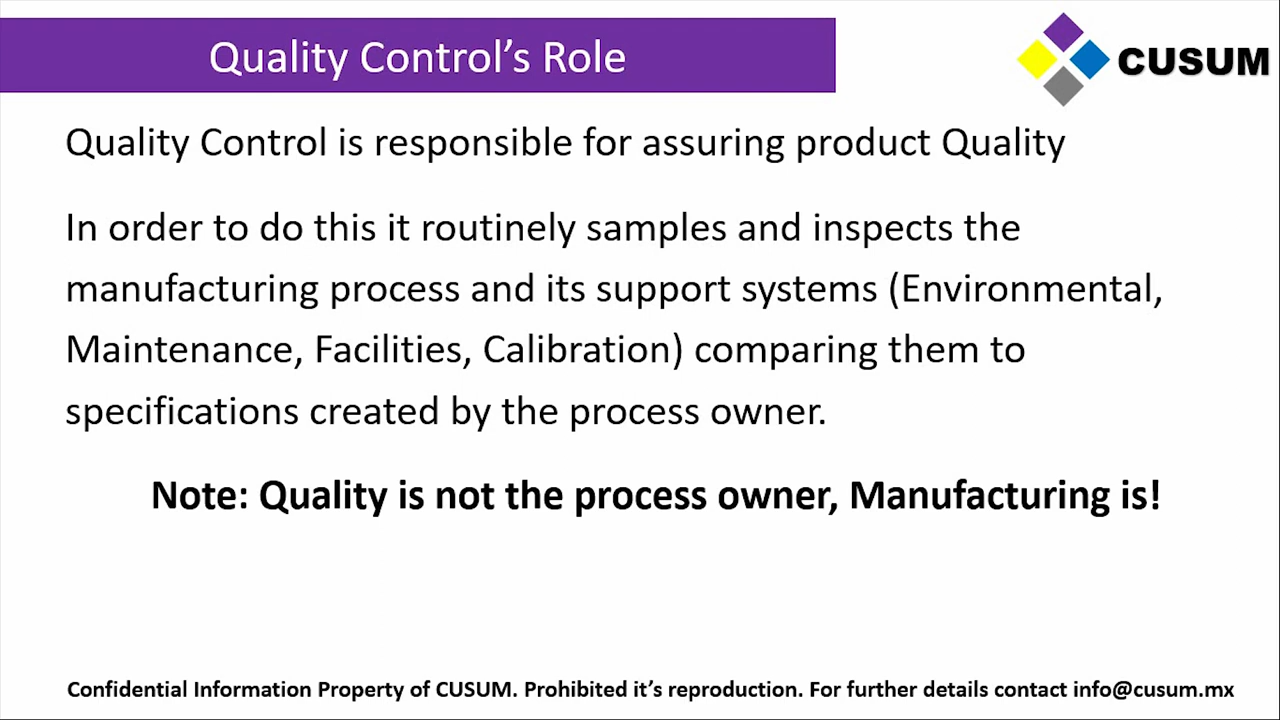 Quality Control’s Role
CUSUM
Quality Control is responsible for assuring product Quality
In order to do this it routinely samples and inspects the
manufacturing process and its support systems (Environmental,
Maintenance, Facilities, Calibration) comparing them to
specifications created by the process owner.
Note: Quality is not the process owner, Manufacturing is!
Confidential Information Property of CUSUM. Prohibited it’s reproduction. For further details contact info@cusum.mx